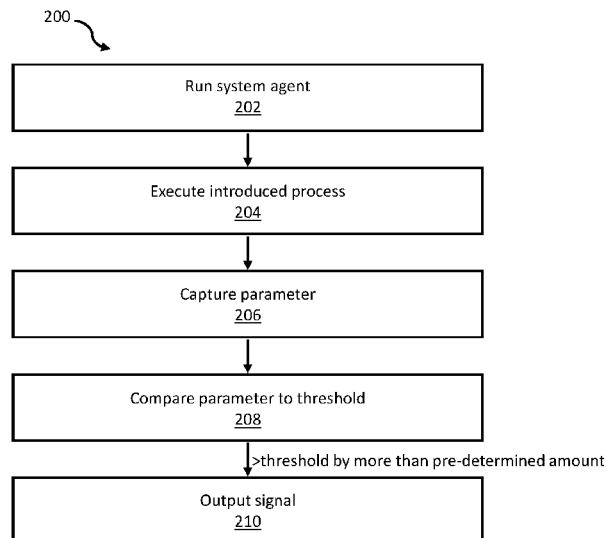 200
Run system agent
202
Execute introduced process
204
Capture parameter
206
Compare parameter to threshold
208
>threshold by more than pre-determined amount
Output signal
210